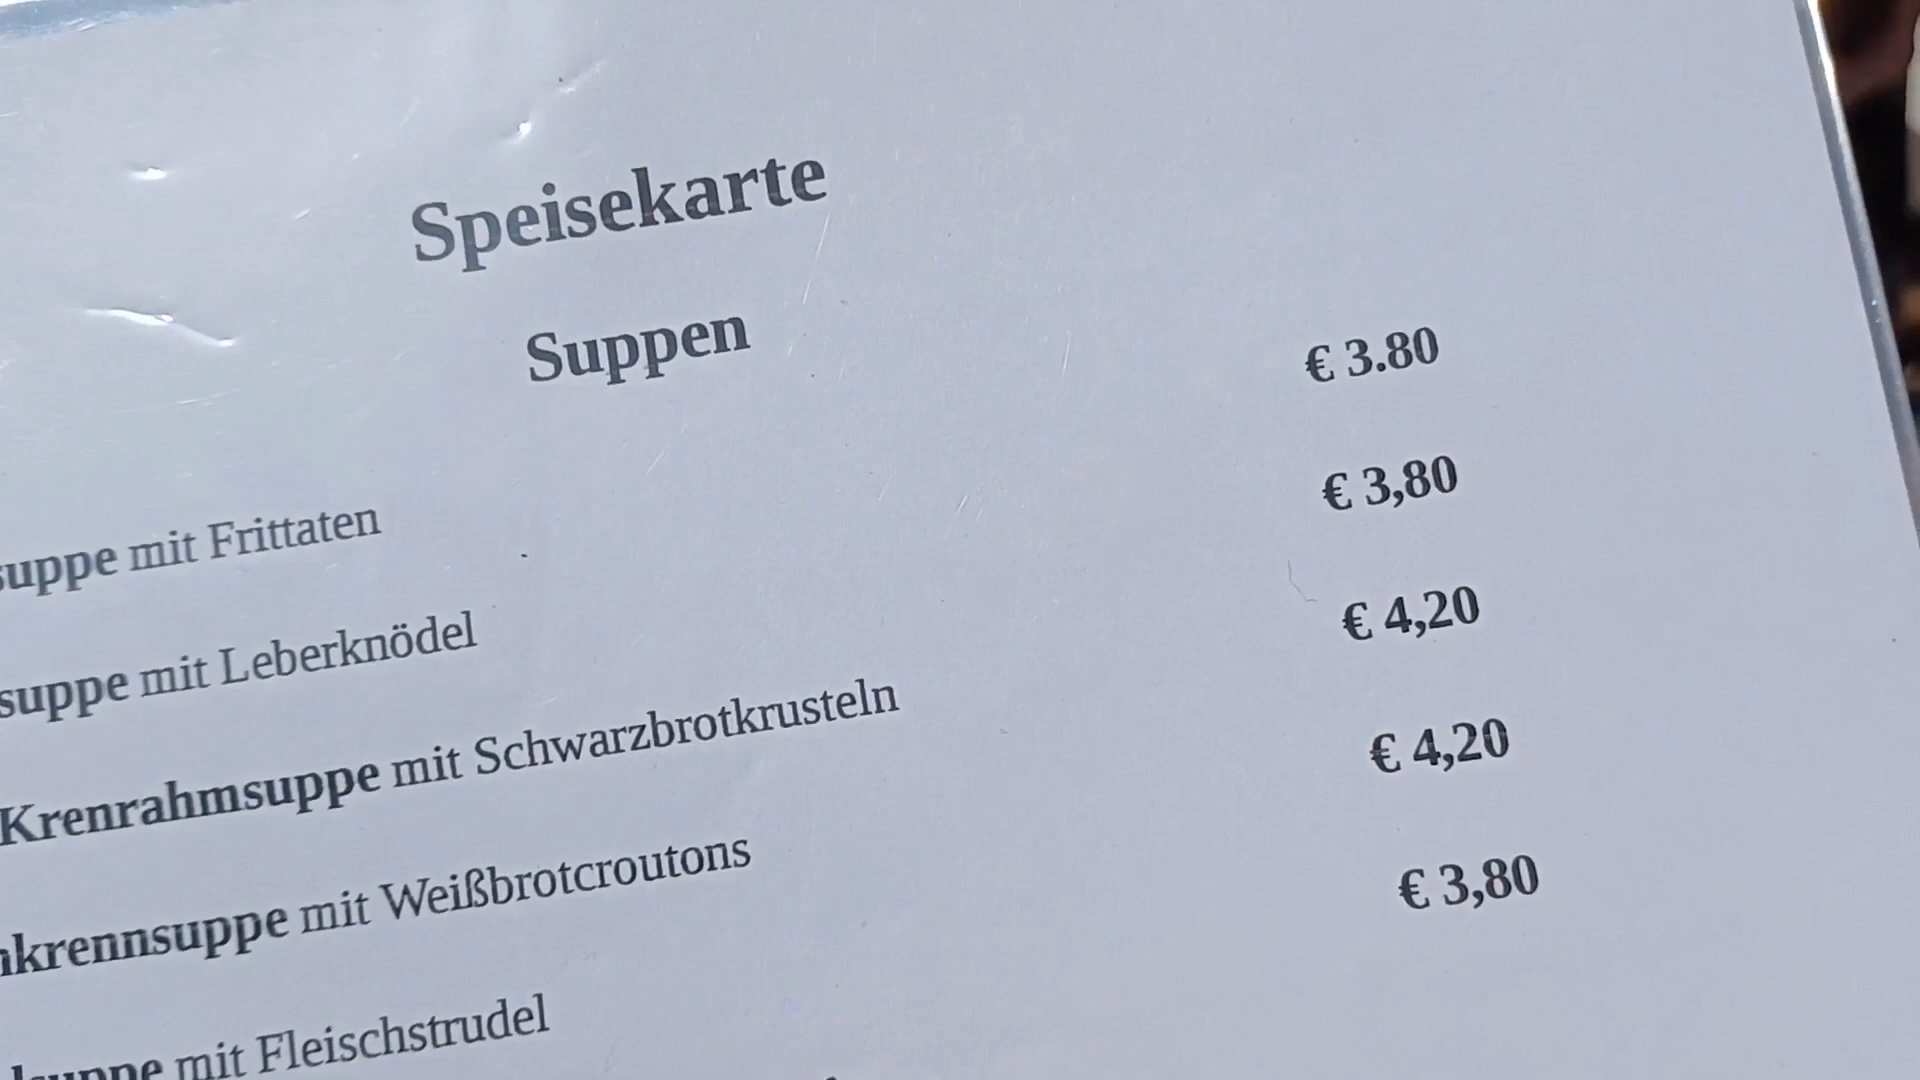 Speisekarte
Suppen
suppe mit Frittaten € 3.80
suppe mit Leberknödel € 3,80
Krenrahmsuppe mit Schwarzbrotkrusteln € 4,20
krennsuppe mit Weißbrotcroutons € 4,20
suppe mit Fleischstrudel € 3,80